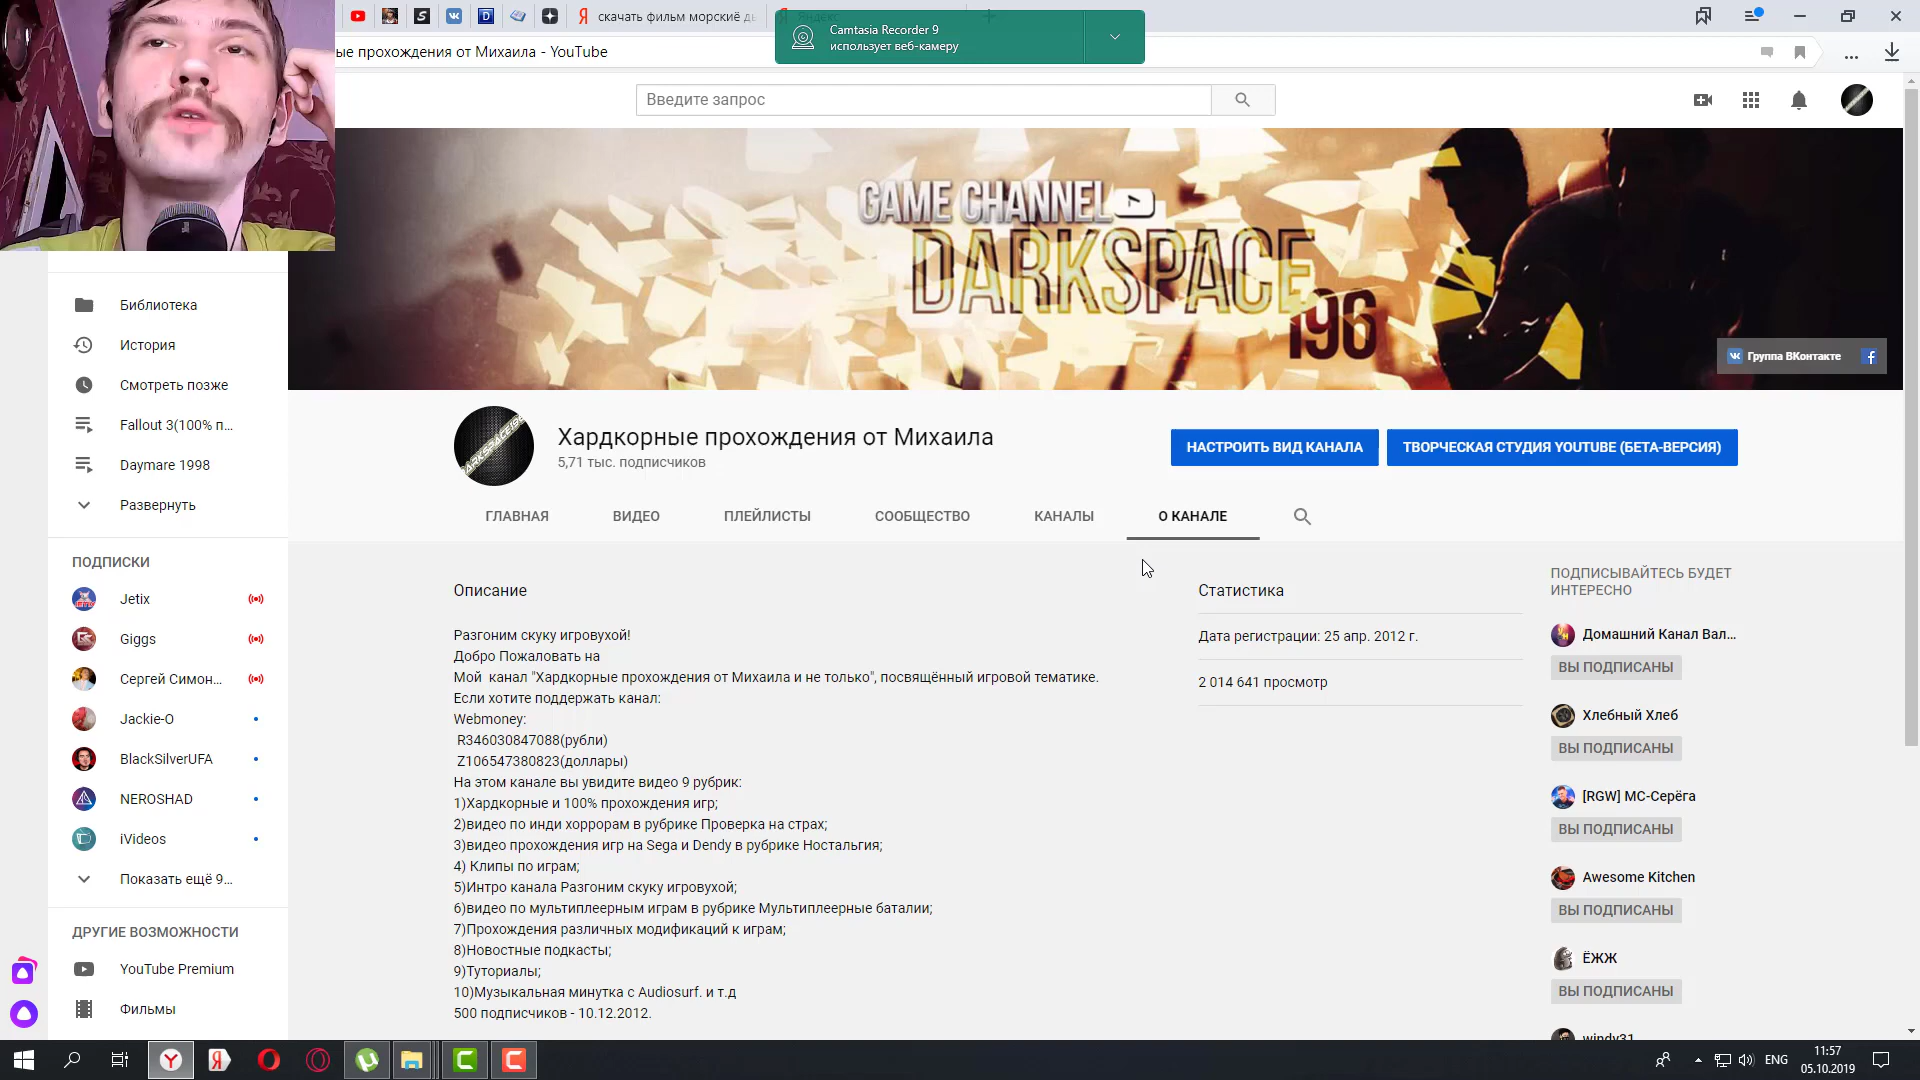 скачать фильм морскиё ды
Яндекс
ые прохождения от Михаила - YouTube
Camtasia Recorder 9
использует веб-камеру
Введите запрос
GAME CHANNEL
DARKSPACE
196
Группа ВКонтакте
Библиотека
История
Смотреть позже
Fallout 3(100% п...
Daymare 1998
Развернуть
ПОДПИСКИ
Jetix
Giggs
Сергей Симон...
Jackie-O
BlackSilverUFA
NEROSHAD
iVideos
Показать ещё 9...
ДРУГИЕ ВОЗМОЖНОСТИ
YouTube Premium
Фильмы
Хардкорные прохождения от Михаила
5,71 тыс. подписчиков
НАСТРОИТЬ ВИД КАНАЛА
ТВОРЧЕСКАЯ СТУДИЯ YOUTUBE (БЕТА-ВЕРСИЯ)
ГЛАВНАЯ
ВИДЕО
ПЛЕЙЛИСТЫ
СООБЩЕСТВО
КАНАЛЫ
О КАНАЛЕ
Описание
Разгоним скуку игровухой!
Добро Пожаловать на
Мой  канал "Хардкорные прохождения от Михаила и не только", посвящённый игровой тематике.
Если хотите поддержать канал:
Webmoney:
R346030847088(рубли)
Z106547380823(доллары)
На этом канале вы увидите видео 9 рубрик:
1)Хардкорные и 100% прохождения игр;
2)видео по инди хоррорам в рубрике Проверка на страх;
3)видео прохождения игр на Sega и Dendy в рубрике Ностальгия;
4) Клипы по играм;
5)Интро канала Разгоним скуку игровухой;
6)видео по мультиплеерным играм в рубрике Мультиплеерные баталии;
7)Прохождения различных модификаций к играм;
8)Новостные подкасты;
9)Туториалы;
10)Музыкальная минутка с Audiosurf. и т.д
500 подписчиков - 10.12.2012.
Статистика
Дата регистрации: 25 апр. 2012 г.
2 014 641 просмотр
ПОДПИСЫВАЙТЕСЬ БУДЕТ
ИНТЕРЕСНО
Домашний Канал Вал...
ВЫ ПОДПИСАНЫ
Хлебный Хлеб
ВЫ ПОДПИСАНЫ
[RGW] МС-Серёга
ВЫ ПОДПИСАНЫ
Awesome Kitchen
ВЫ ПОДПИСАНЫ
ЁЖЖ
ВЫ ПОДПИСАНЫ
windy31
ENG
11:57
05.10.2019